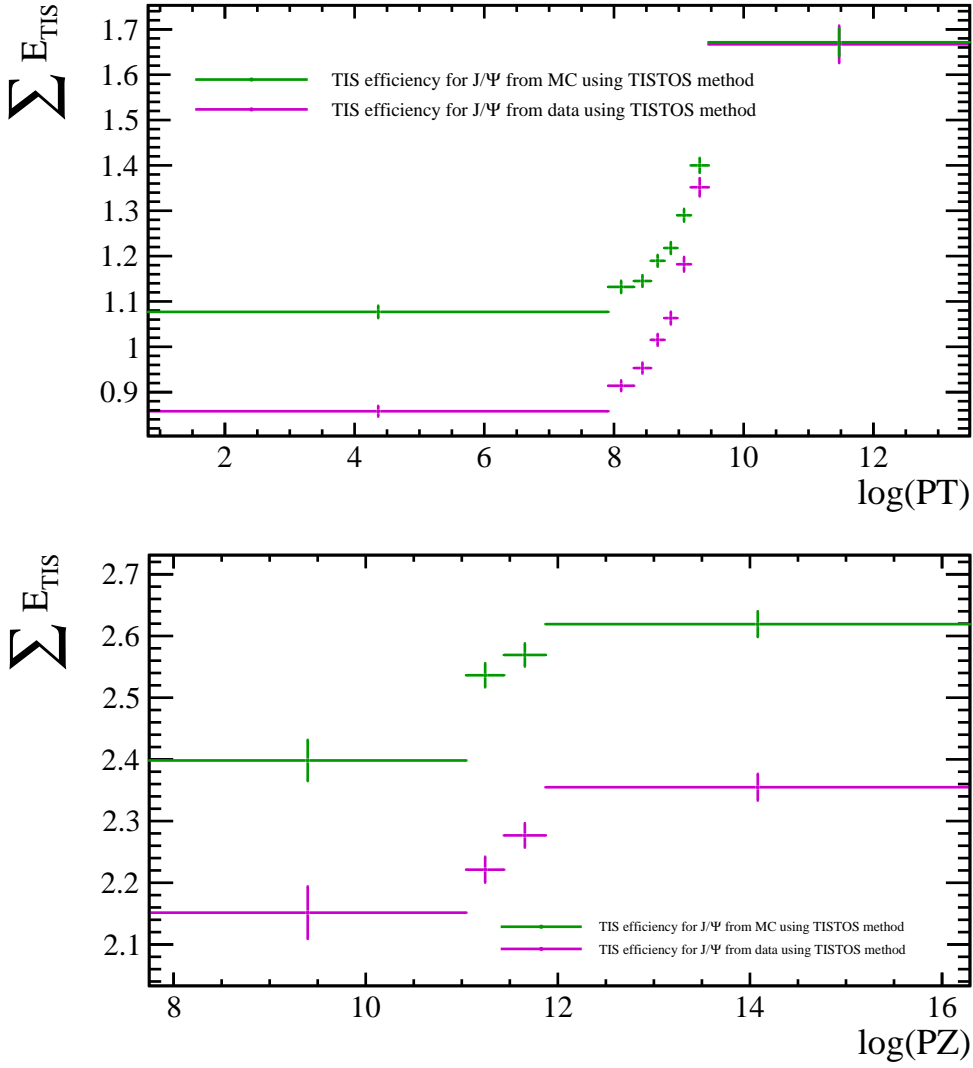 ∑ E_TIS
1.7
1.6
1.5
1.4
1.3
1.2
1.1
1
0.9
TIS efficiency for J/Ψ from MC using TISTOS method
TIS efficiency for J/Ψ from data using TISTOS method
2 4 6 8 10 12
log(PT)
∑ E_TIS
2.7
2.6
2.5
2.4
2.3
2.2
2.1
TIS efficiency for J/Ψ from MC using TISTOS method
TIS efficiency for J/Ψ from data using TISTOS method
8 10 12 14 16
log(PZ)